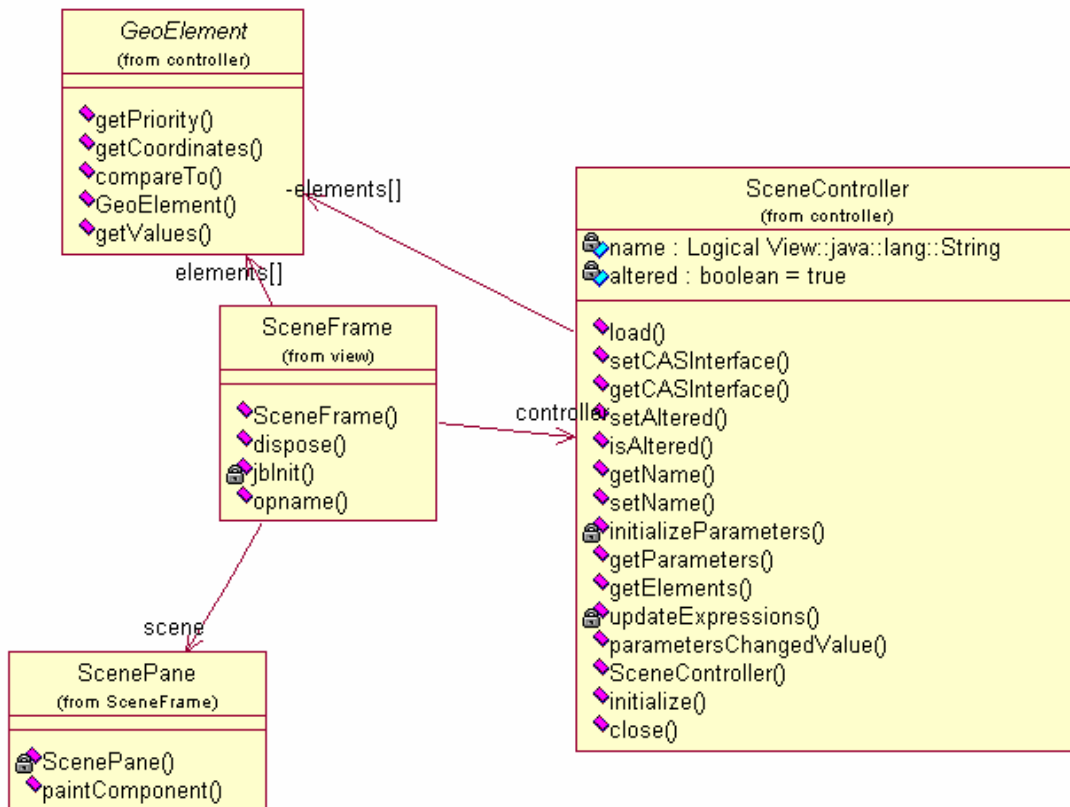 GeoElement
(from controller)
getPriority()
getCoordinates()
compareTo()
GeoElement()
getValues()
-elements[]
elements[]
SceneFrame
(from view)
SceneFrame()
dispose()
jbInit()
opname()
controller
scene
ScenePane
(from SceneFrame)
ScenePane()
paintComponent()
SceneController
(from controller)
name : Logical View::java::lang::String
altered : boolean = true
load()
setCASInterface()
getCASInterface()
setAltered()
isAltered()
getName()
setName()
initializeParameters()
getParameters()
getElements()
updateExpressions()
parametersChangedValue()
SceneController()
initialize()
close()